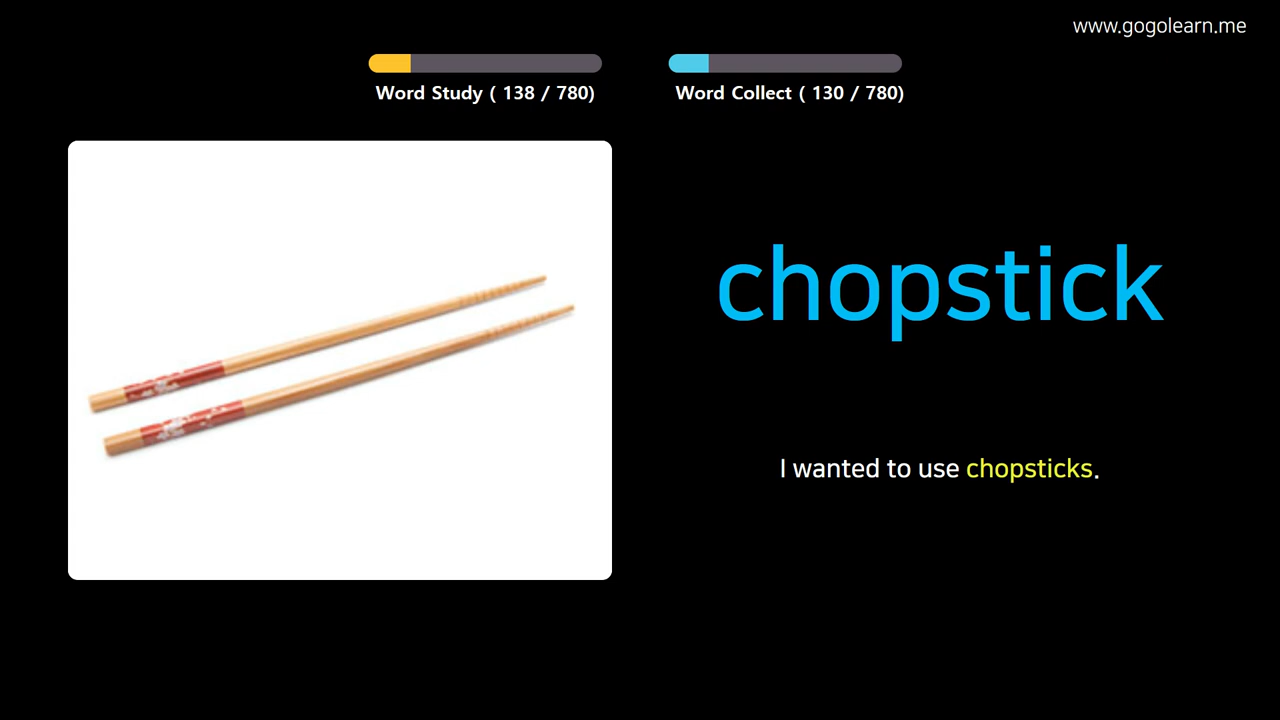 www.gogolearn.me
Word Study ( 138 / 780)
Word Collect ( 130 / 780)
chopstick
I wanted to use chopsticks.